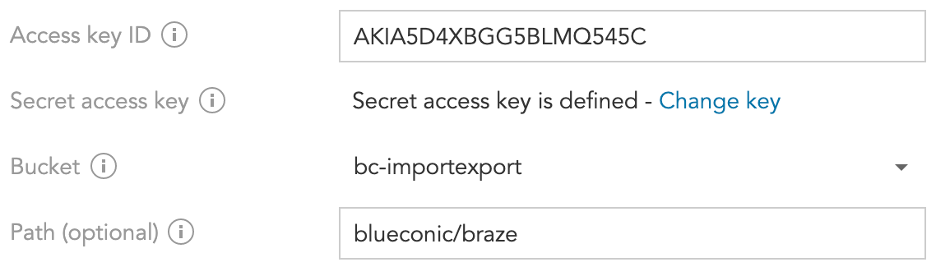 Access key ID AKIA5D4XBGG5BLMQ545C
Secret access key Secret access key is defined - Change key
Bucket bc-importexport
Path (optional) blueconic/braze